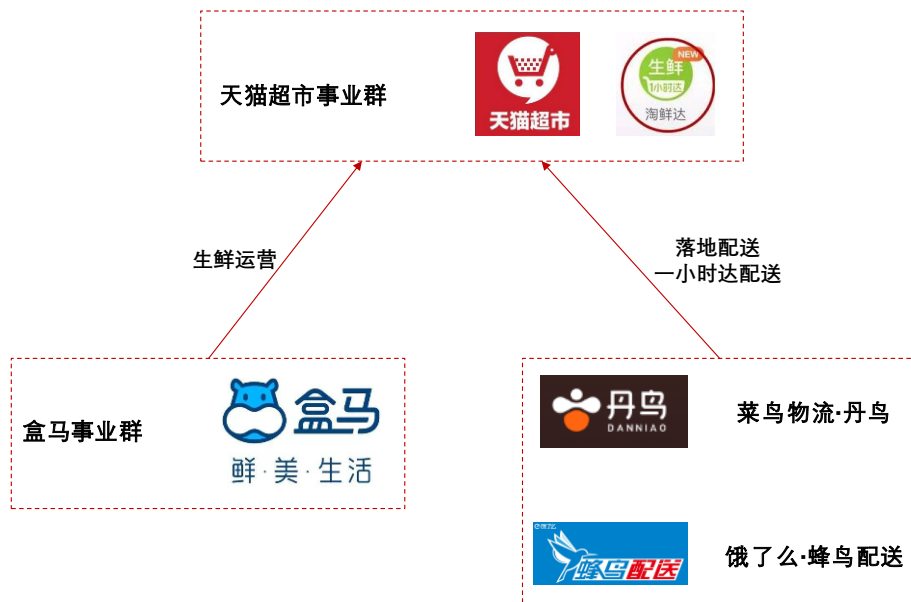 天猫超市事业群
天猫超市
NEW
生鲜
1小时达
淘鲜达
生鲜运营
落地配送
一小时达配送
盒马事业群
盒马
鲜·美·生活
丹鸟
DANNIAO
菜鸟物流·丹鸟
蜂鸟配送
饿了么·蜂鸟配送